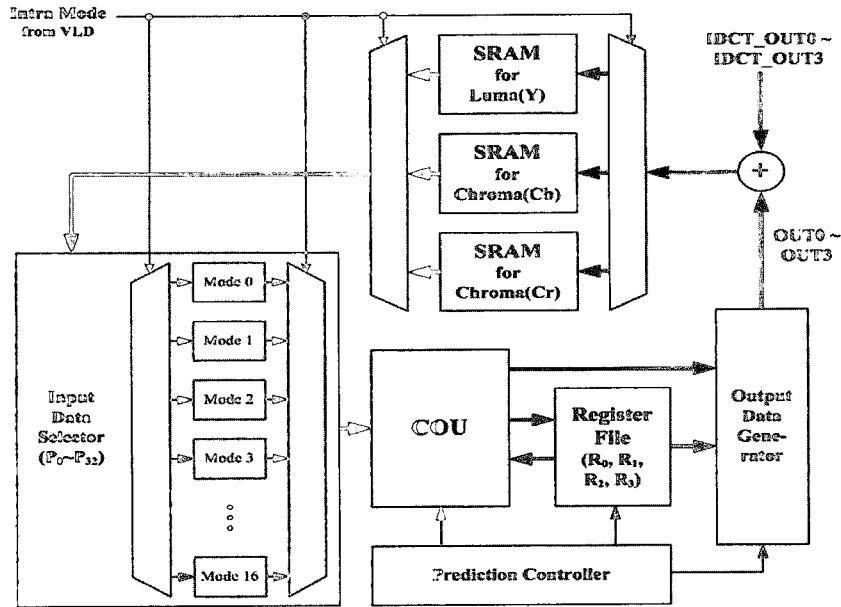 Intra Mode
from VLD
SRAM
for
Luma(Y)
IDCT_OUT0 ~
IDCT_OUT3
SRAM
for
Chroma(Cb)
+
OUT0 ~
OUT3
SRAM
for
Chroma(Cr)
Input
Data
Selector
(P0~P32)
Mode 0
Mode 1
Mode 2
Mode 3
Mode 16
COU
Register
File
(R0, R1,
R2, R3)
Output
Data
Gene-
rator
Prediction Controller